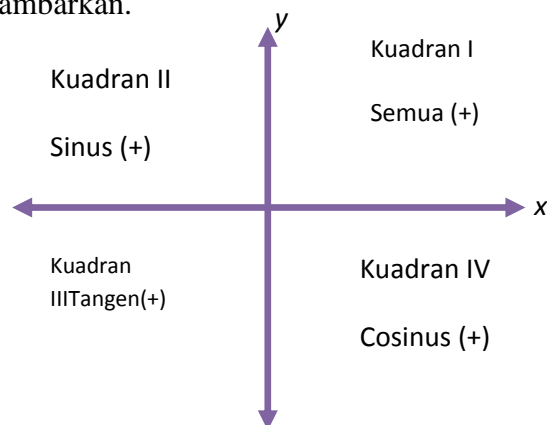 ambarkan.
y
Kuadran II
Sinus (+)
Kuadran I
Semua (+)
x
Kuadran
IIITangen(+)
Kuadran IV
Cosinus (+)